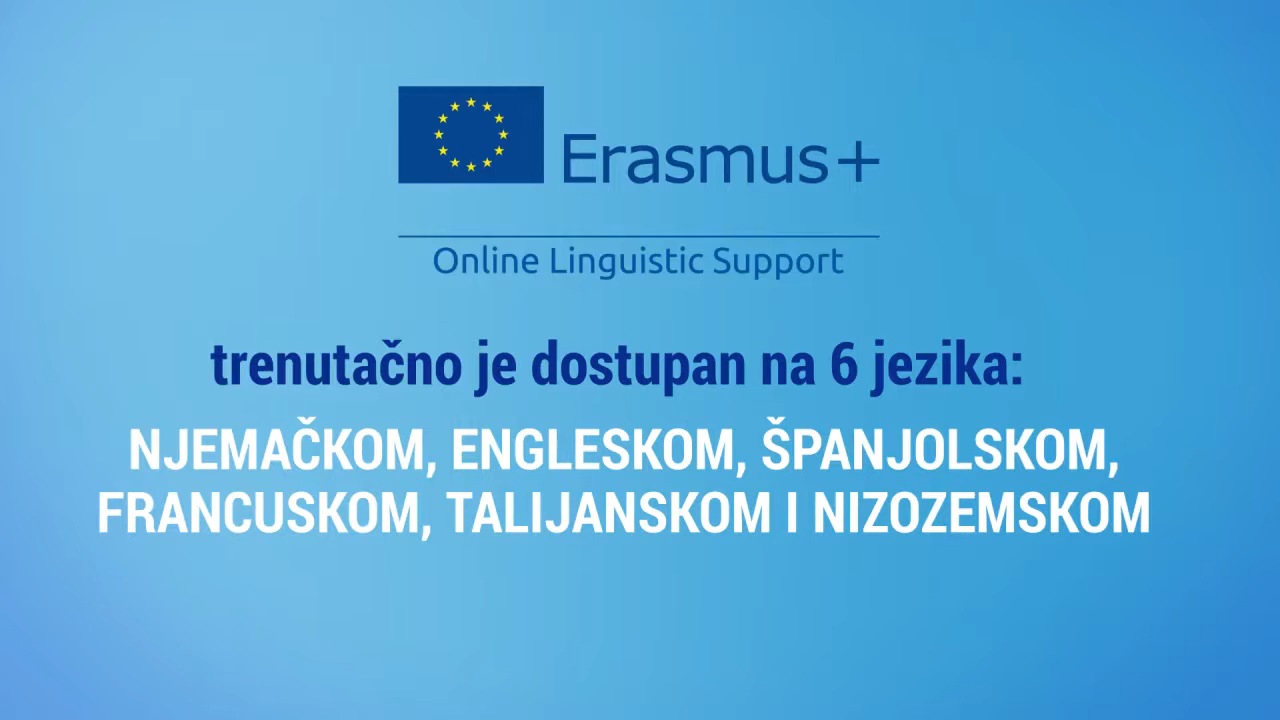 Erasmus+
Online Linguistic Support
trenutačno je dostupan na 6 jezika:
NJEMAČKOM, ENGLESKOM, ŠPANJOLSKOM,
FRANCUSKOM, TALIJANSKOM I NIZOZEMSKOM